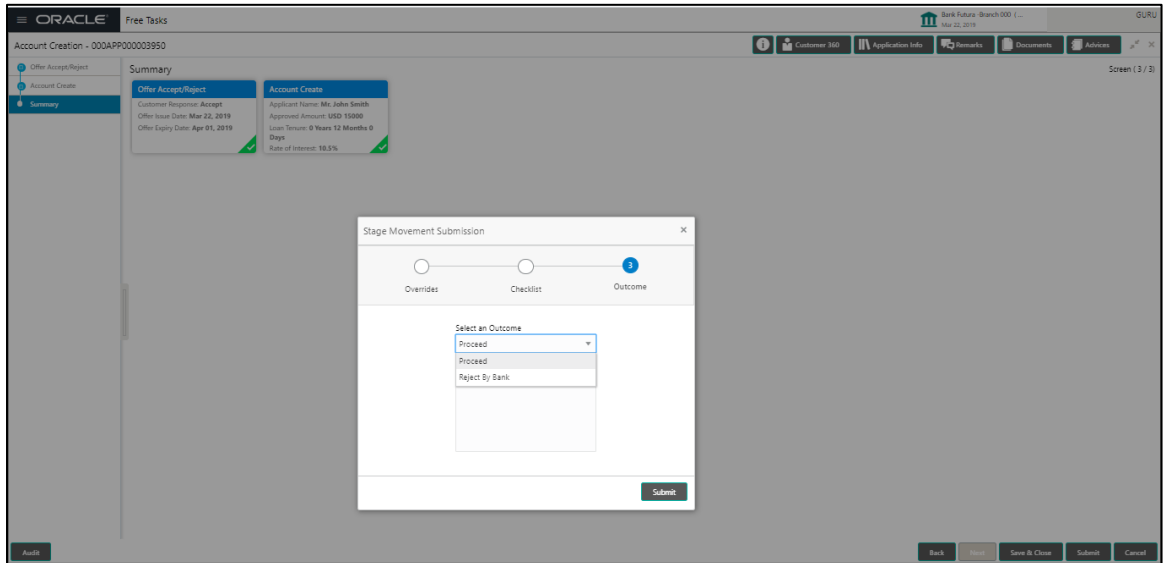 ORACLE
Free Tasks
Bank Futura -Branch 000 ( ...
Mar 22, 2019
GURU
Account Creation - 000APP000003950
Customer 360
Application Info
Remarks
Documents
Advices
Offer Accept/Reject
Account Create
Summary
Summary
Screen ( 3 / 3)
Offer Accept/Reject
Customer Response: Accept
Offer Issue Date: Mar 22, 2019
Offer Expiry Date: Apr 01, 2019
Account Create
Applicant Name: Mr. John Smith
Approved Amount: USD 15000
Loan Tenure: 0 Years 12 Months 0
Days
Rate of Interest: 10.5%
Stage Movement Submission
3
Overrides
Checklist
Outcome
Select an Outcome
Proceed
Proceed
Reject By Bank
Submit
Audit
Back
Next
Save & Close
Submit
Cancel